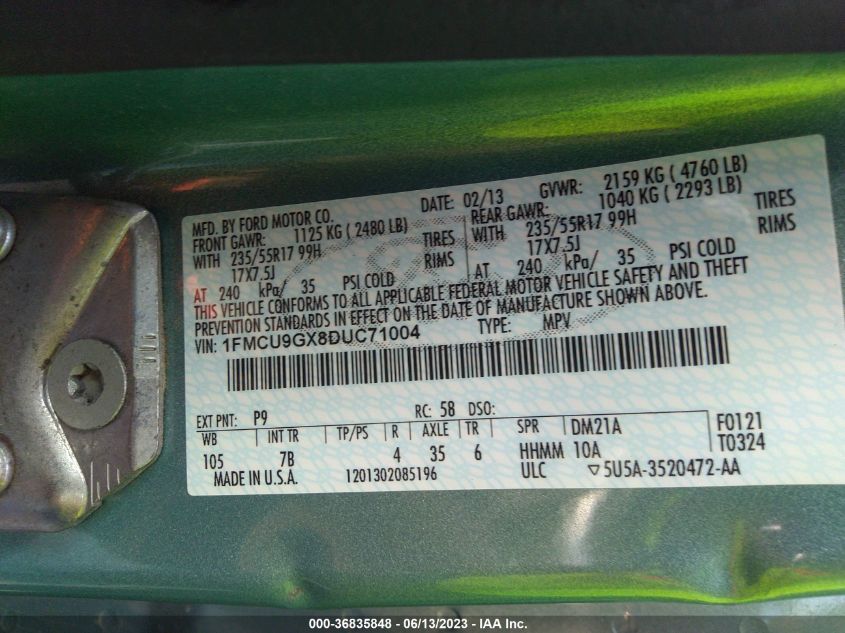 MFD. BY FORD MOTOR CO. DATE: 02/13 GVWR: 2159 KG ( 4760 LB)
FRONT GAWR: 1125 KG ( 2480 LB) REAR GAWR: 1040 KG ( 2293 LB)
WITH 235/55R17 99H TIRES WITH 235/55R17 99H TIRES
17X7.5J RIMS 17X7.5J RIMS
AT 240 kPa/ 35 PSI COLD AT 240 kPa/ 35 PSI COLD
THIS VEHICLE CONFORMS TO ALL APPLICABLE FEDERAL MOTOR VEHICLE SAFETY AND THEFT
PREVENTION STANDARDS IN EFFECT ON THE DATE OF MANUFACTURE SHOWN ABOVE.
VIN: 1FMCU9GX8DUC71004 TYPE: MPV
EXT PNT: P9 RC: 58 DSO:
WB INT TR TP/PS R AXLE TR SPR DM21A F0121
105 7B 4 35 6 HHMM 10A T0324
MADE IN U.S.A. 1201302085196 ULC ▽5U5A-3520472-AA
000-36835848 - 06/13/2023 - © IAA Inc.